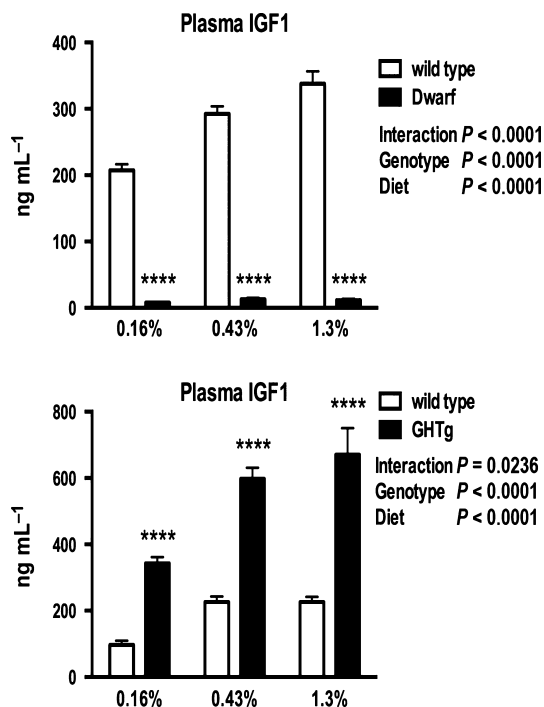 Plasma IGF1
400
300
200
100
0
ng mL⁻¹
wild type
Dwarf
Interaction P < 0.0001
Genotype P < 0.0001
Diet P < 0.0001
**** **** ****
0.16% 0.43% 1.3%
Plasma IGF1
800
600
400
200
0
ng mL⁻¹
wild type
GHTg
Interaction P = 0.0236
Genotype P < 0.0001
Diet P < 0.0001
****
****
****
0.16% 0.43% 1.3%